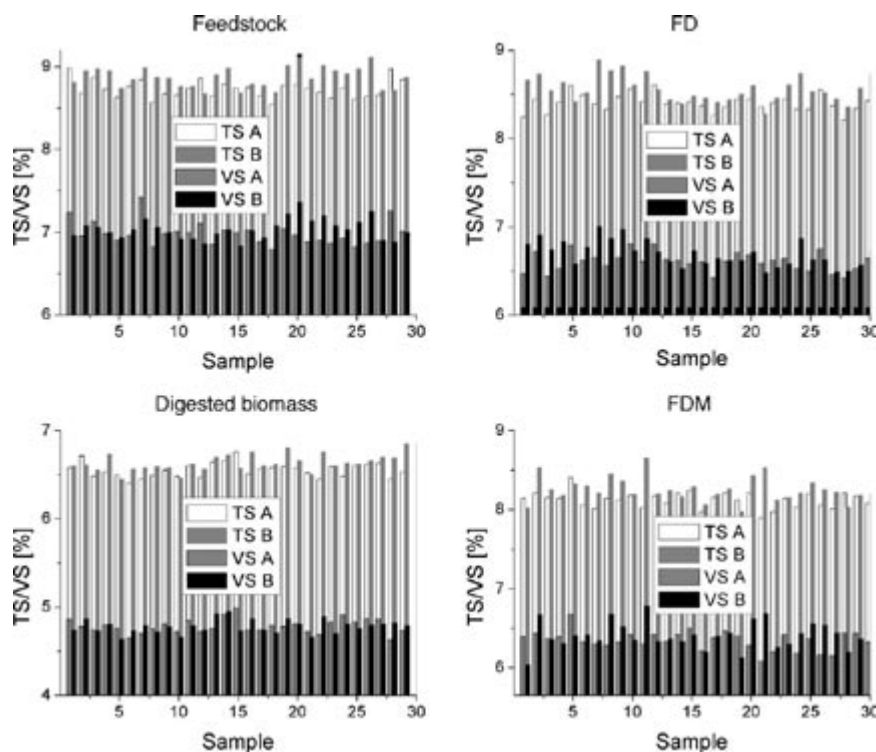 Feedstock
TS/VS [%]
9
8
7
6
TS A
TS B
VS A
VS B
5
10
15
20
25
30
Sample
FD
TS/VS [%]
9
8
7
6
TS A
TS B
VS A
VS B
5
10
15
20
25
30
Sample
Digested biomass
TS/VS [%]
7
6
5
4
TS A
TS B
VS A
VS B
5
10
15
20
25
30
Sample
FDM
TS/VS [%]
9
8
7
6
TS A
TS B
VS A
VS B
5
10
15
20
25
30
Sample